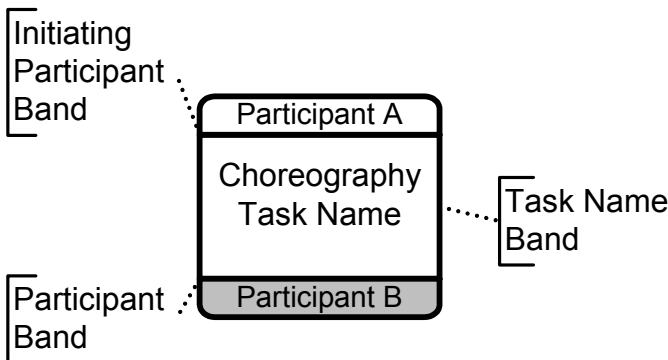 Initiating
Participant
Band
Participant A
Choreography
Task Name
Task Name
Band
Participant B
Participant
Band